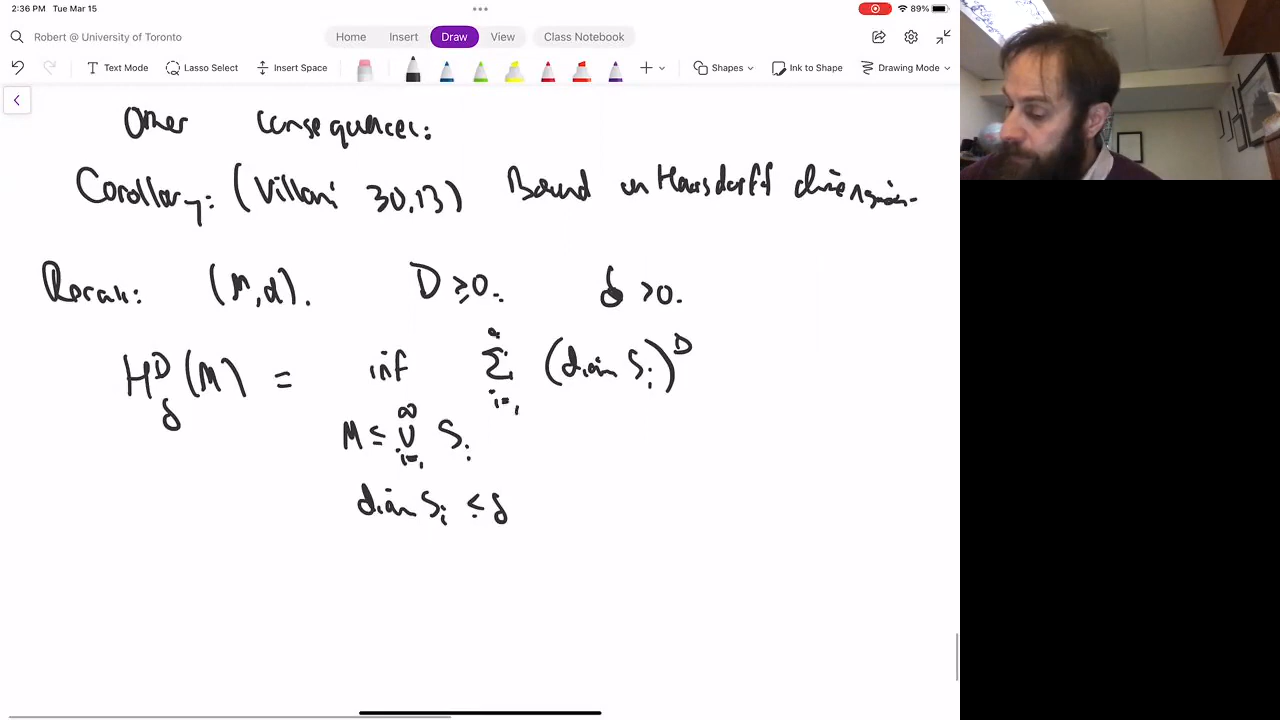 2:36 PM Tue Mar 15
89%
Robert @ University of Toronto
Home Insert Draw View Class Notebook
Text Mode Lasso Select Insert Space Shapes Ink to Shape Drawing Mode
Other consequences:
Corollary: (Villani 30.13) Bound on Hausdorff dimension.
Recall: (M,d). D ≥0. δ >0.
H^D_δ (M) = inf ∑_{i=1}^∞ (diam S_i)^D
M ⊆ ∪_{i=1}^∞ S_i
diam S_i ≤ δ